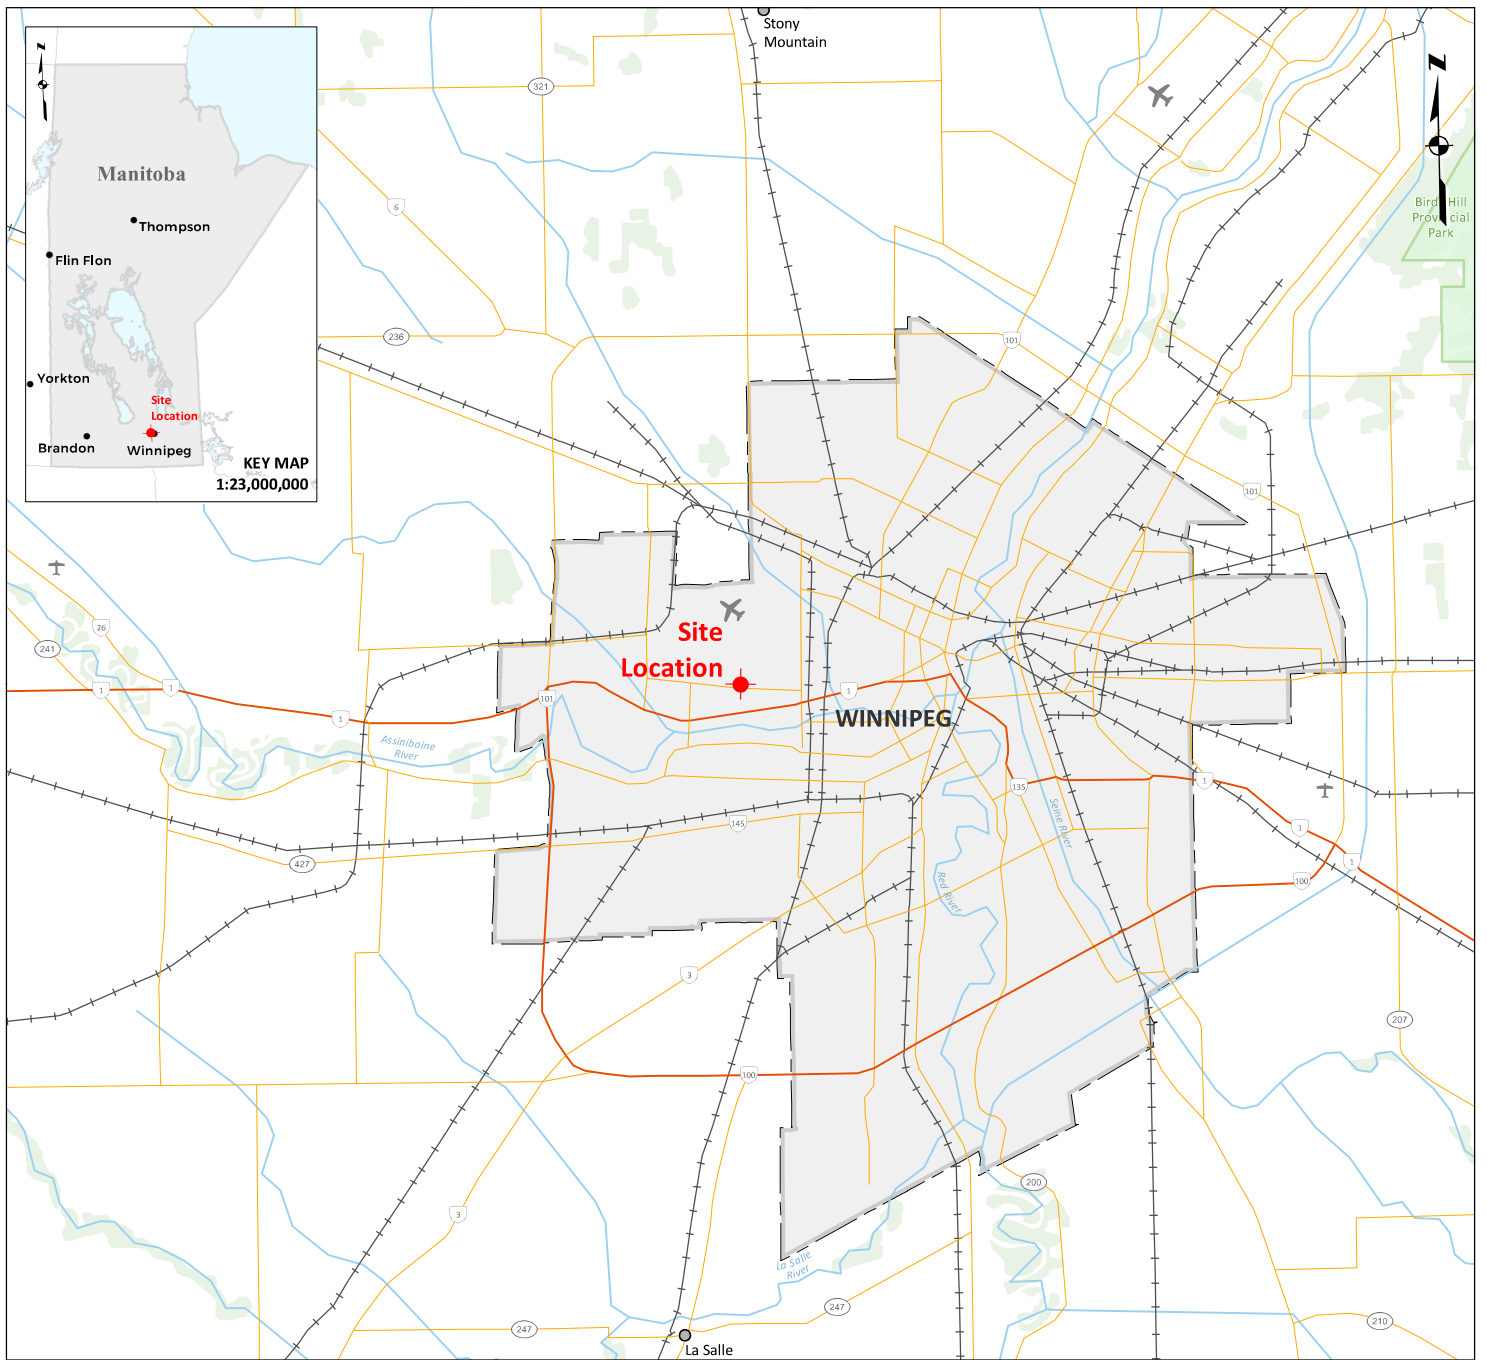 Stony
Mountain
N
N
Manitoba
Thompson
Flin Flon
Yorkton
Site
Location
Brandon
Winnipeg
KEY MAP
1:23,000,000
321
6
236
101
101
Birds Hill
Provincial
Park
26
241
1
1
1
101
Site
Location
1
WINNIPEG
Assiniboine
River
135
1
Seine River
145
427
1
1
100
Red River
3
207
100
200
3
La Salle
River
247
247
210
La Salle